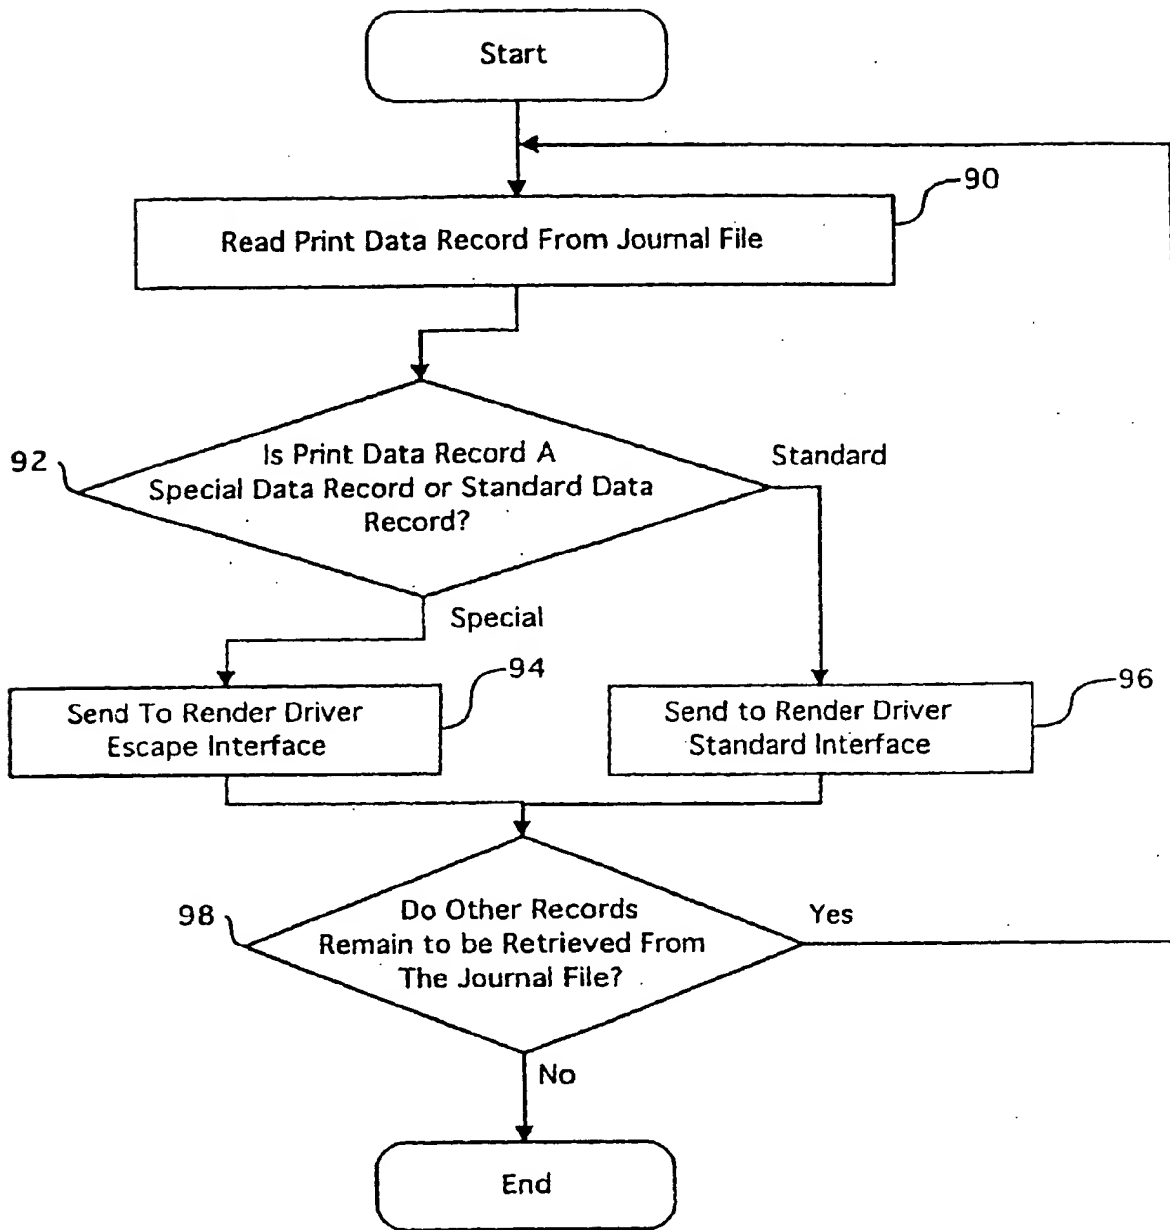 Start
90
Read Print Data Record From Journal File
92
Is Print Data Record A
Special Data Record or Standard Data
Record?
Standard
Special
94
Send To Render Driver
Escape Interface
96
Send to Render Driver
Standard Interface
98
Do Other Records
Remain to be Retrieved From
The Journal File?
Yes
No
End